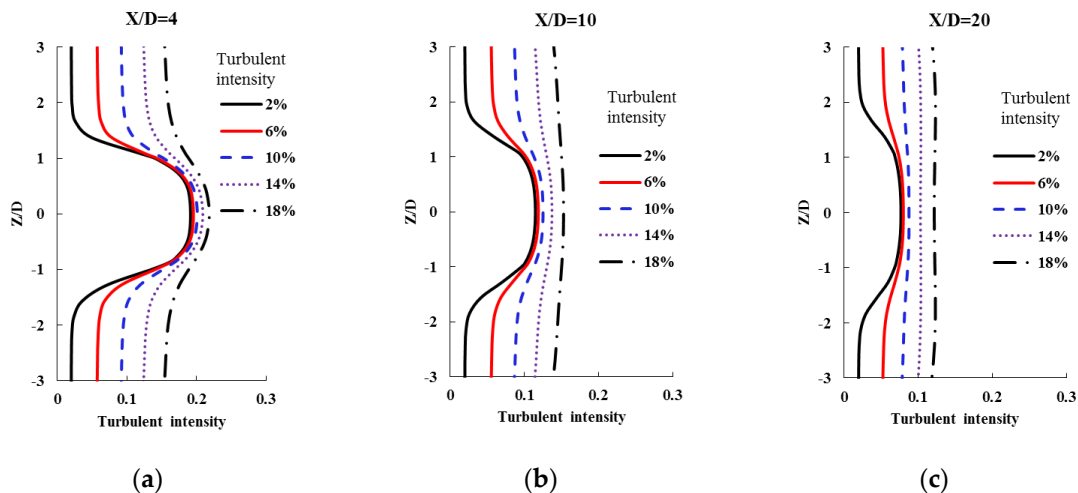 X/D=4
3
2
1
0
-1
-2
-3
Z/D
0
0.1
0.2
0.3
Turbulent intensity
Turbulent
intensity
2%
6%
10%
14%
18%
(a)
X/D=10
3
2
1
0
-1
-2
-3
Z/D
0
0.1
0.2
0.3
Turbulent intensity
Turbulent
intensity
2%
6%
10%
14%
18%
(b)
X/D=20
3
2
1
0
-1
-2
-3
Z/D
0
0.1
0.2
0.3
Turbulent intensity
Turbulent
intensity
2%
6%
10%
14%
18%
(c)